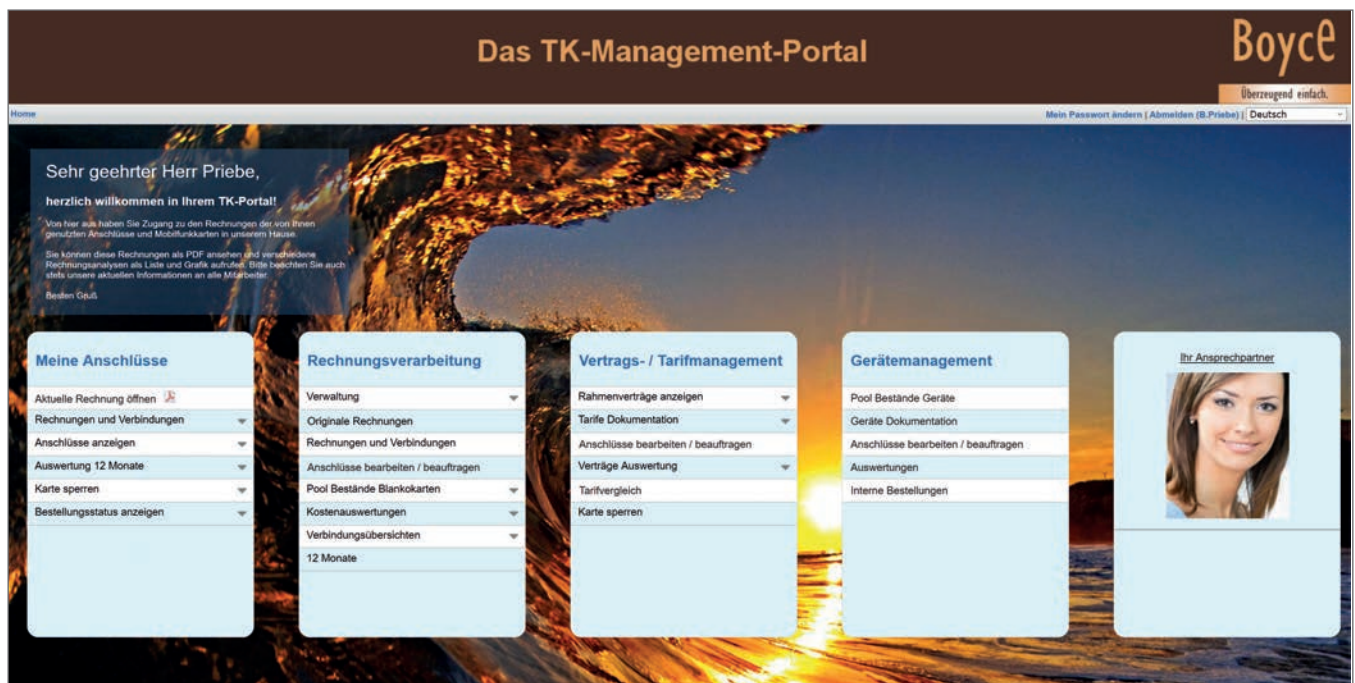 Das TK-Management-Portal
Boyce
Überzeugend einfach.
Home
Mein Passwort ändern | Abmelden (B.Priebe) | Deutsch
Sehr geehrter Herr Priebe,
herzlich willkommen in Ihrem TK-Portal!
Von hier aus haben Sie Zugang zu den Rechnungen der von Ihnen
genutzten Anschlüsse und Mobilfunkkarten in unserem Hause.
Sie können diese Rechnungen als PDF ansehen und verschiedene
Rechnungsanalysen als Liste und Grafik aufrufen. Bitte beachten Sie auch
stets unsere aktuellen Informationen an alle Mitarbeiter.
Besten Gruß
Meine Anschlüsse
Aktuelle Rechnung öffnen
Rechnungen und Verbindungen
Anschlüsse anzeigen
Auswertung 12 Monate
Karte sperren
Bestellungsstatus anzeigen
Rechnungsverarbeitung
Verwaltung
Originale Rechnungen
Rechnungen und Verbindungen
Anschlüsse bearbeiten / beauftragen
Pool Bestände Blankokarten
Kostenauswertungen
Verbindungsübersichten
12 Monate
Vertrags- / Tarifmanagement
Rahmenverträge anzeigen
Tarife Dokumentation
Anschlüsse bearbeiten / beauftragen
Verträge Auswertung
Tarifvergleich
Karte sperren
Gerätemanagement
Pool Bestände Geräte
Geräte Dokumentation
Anschlüsse bearbeiten / beauftragen
Auswertungen
Interne Bestellungen
Ihr Ansprechpartner